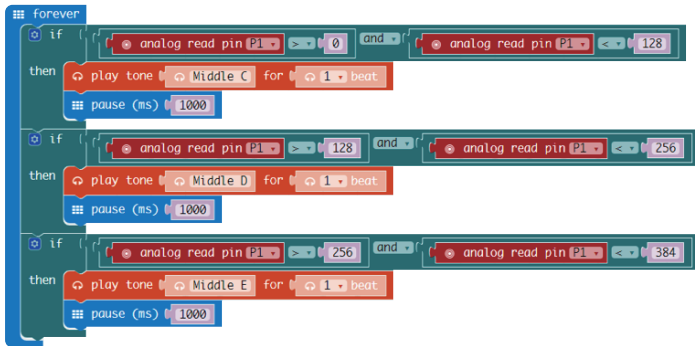 forever
if analog read pin P1 > 0 and analog read pin P1 < 128
then play tone Middle C for 1 beat
pause (ms) 1000
if analog read pin P1 > 128 and analog read pin P1 < 256
then play tone Middle D for 1 beat
pause (ms) 1000
if analog read pin P1 > 256 and analog read pin P1 < 384
then play tone Middle E for 1 beat
pause (ms) 1000